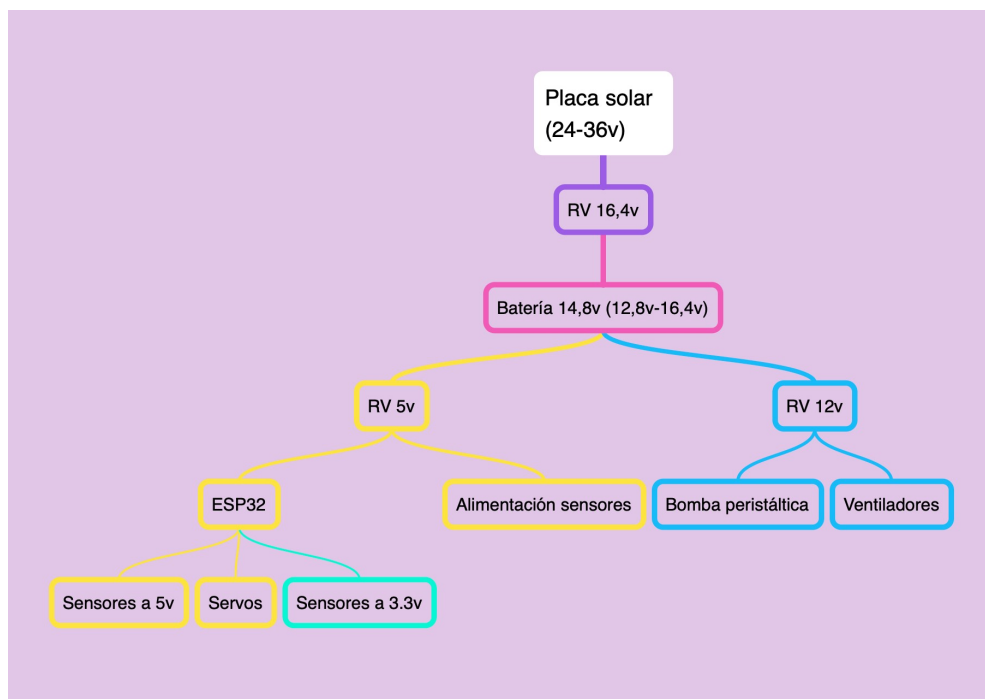 Placa solar
(24-36v)
RV 16,4v
Batería 14,8v (12,8v-16,4v)
RV 5v
RV 12v
ESP32
Alimentación sensores
Bomba peristáltica
Ventiladores
Sensores a 5v
Servos
Sensores a 3.3v